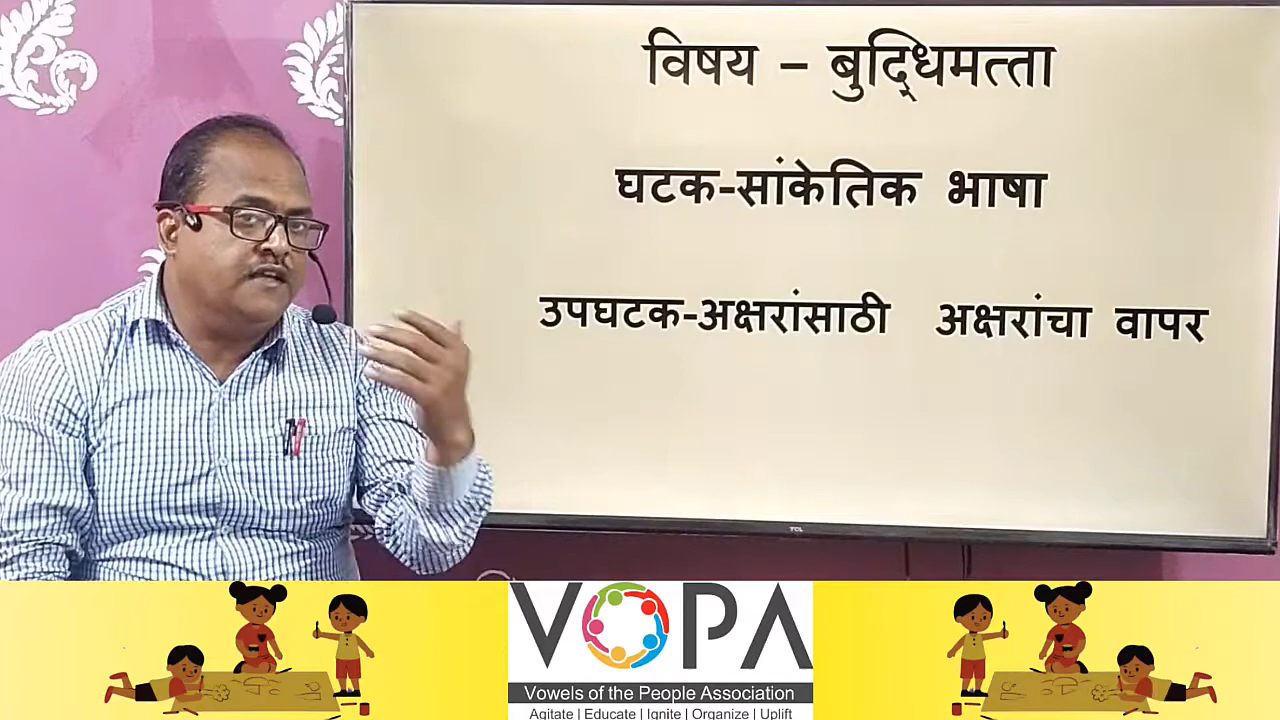 विषय – बुद्धिमत्ता
घटक-सांकेतिक भाषा
उपघटक-अक्षरांसाठी अक्षरांचा वापर
TCL
VOPA
Vowels of the People Association
Agitate | Educate | Ignite | Organize | Uplift